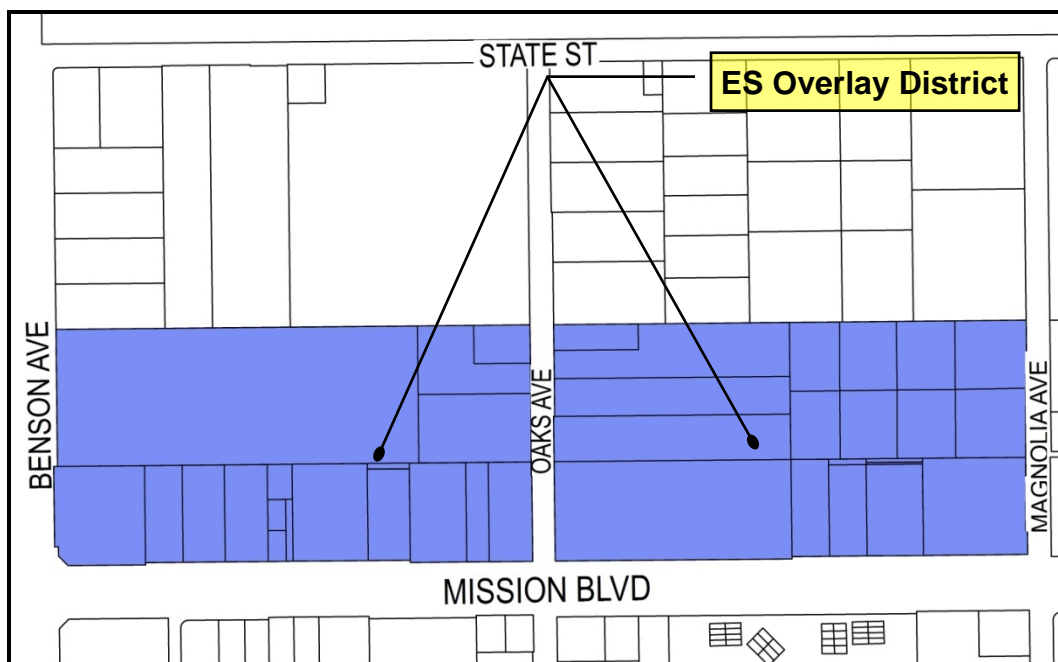 STATE ST
ES Overlay District
BENSON AVE
OAKS AVE
MAGNOLIA AVE
MISSION BLVD